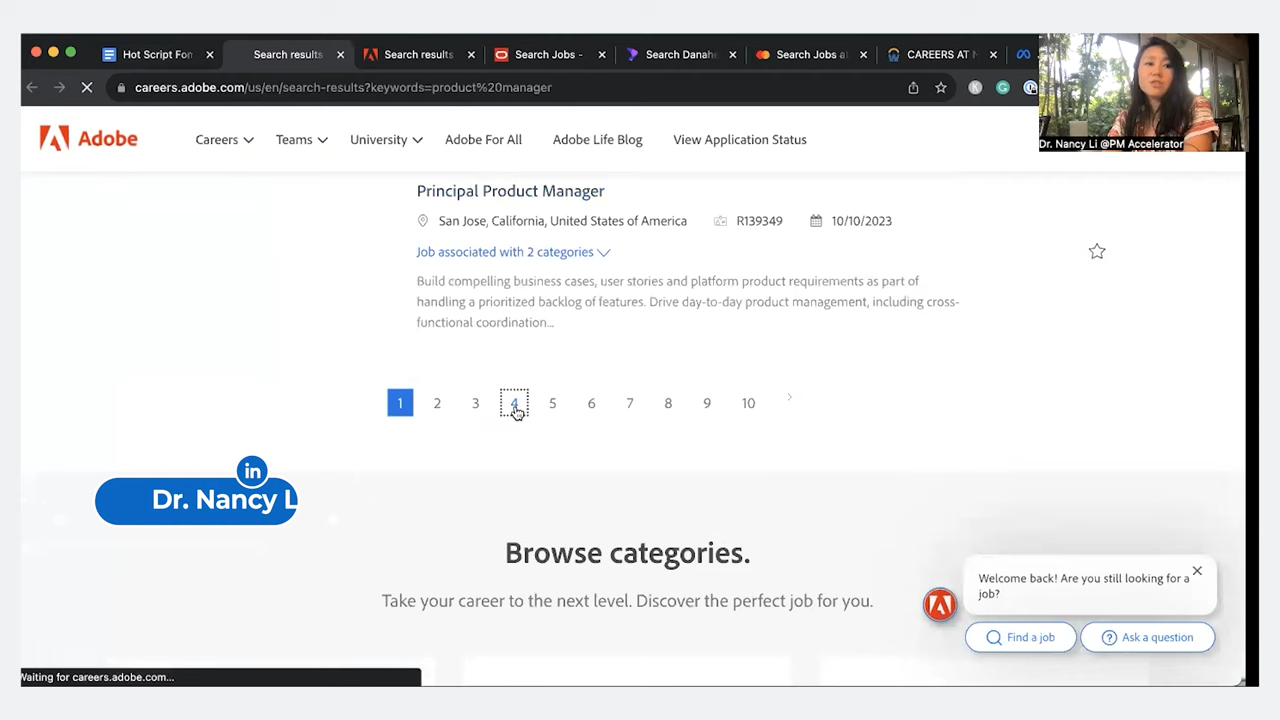 Hot Script Fon
Search results
Search results
Search Jobs -
Search Danahe
Search Jobs a
CAREERS AT
careers.adobe.com/us/en/search-results?keywords=product%20manager
Dr. Nancy Li @PM Accelerator
Adobe
Careers
Teams
University
Adobe For All
Adobe Life Blog
View Application Status
Principal Product Manager
San Jose, California, United States of America
R139349
10/10/2023
Job associated with 2 categories
Build compelling business cases, user stories and platform product requirements as part of
handling a prioritized backlog of features. Drive day-to-day product management, including cross-
functional coordination...
1 2 3 4 5 6 7 8 9 10
in
Dr. Nancy L
Browse categories.
Take your career to the next level. Discover the perfect job for you.
Welcome back! Are you still looking for a
job?
Find a job
Ask a question
Waiting for careers.adobe.com...